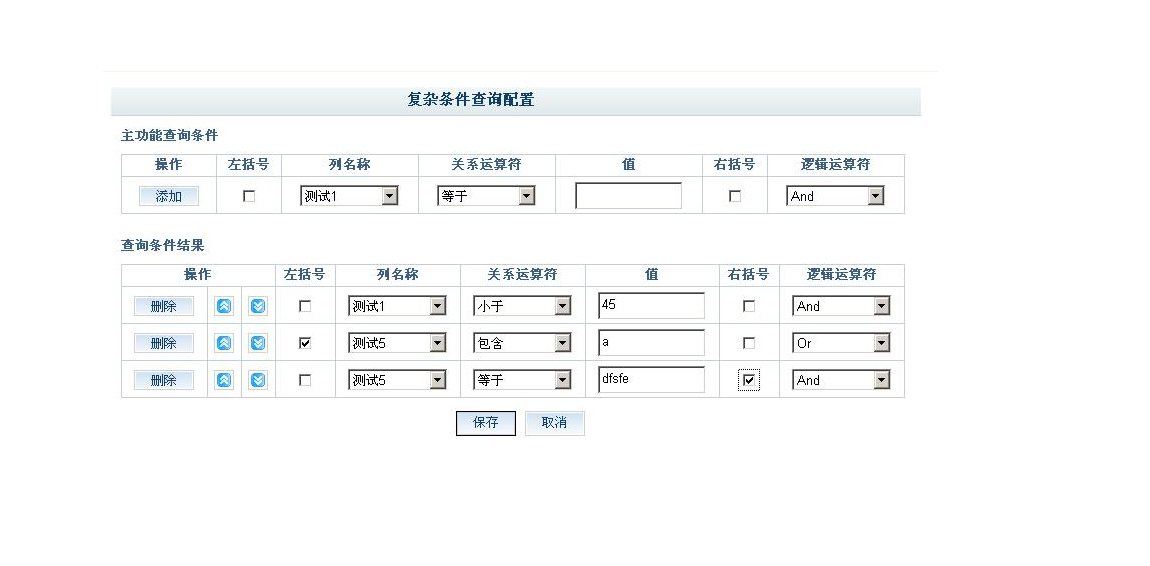 复杂条件查询配置
主功能查询条件
操作 左括号 列名称 关系运算符 值 右括号 逻辑运算符
添加 测试1 等于 And
查询条件结果
操作 左括号 列名称 关系运算符 值 右括号 逻辑运算符
删除 测试1 小于 45 And
删除 测试5 包含 a Or
删除 测试5 等于 dfsfe And
保存 取消